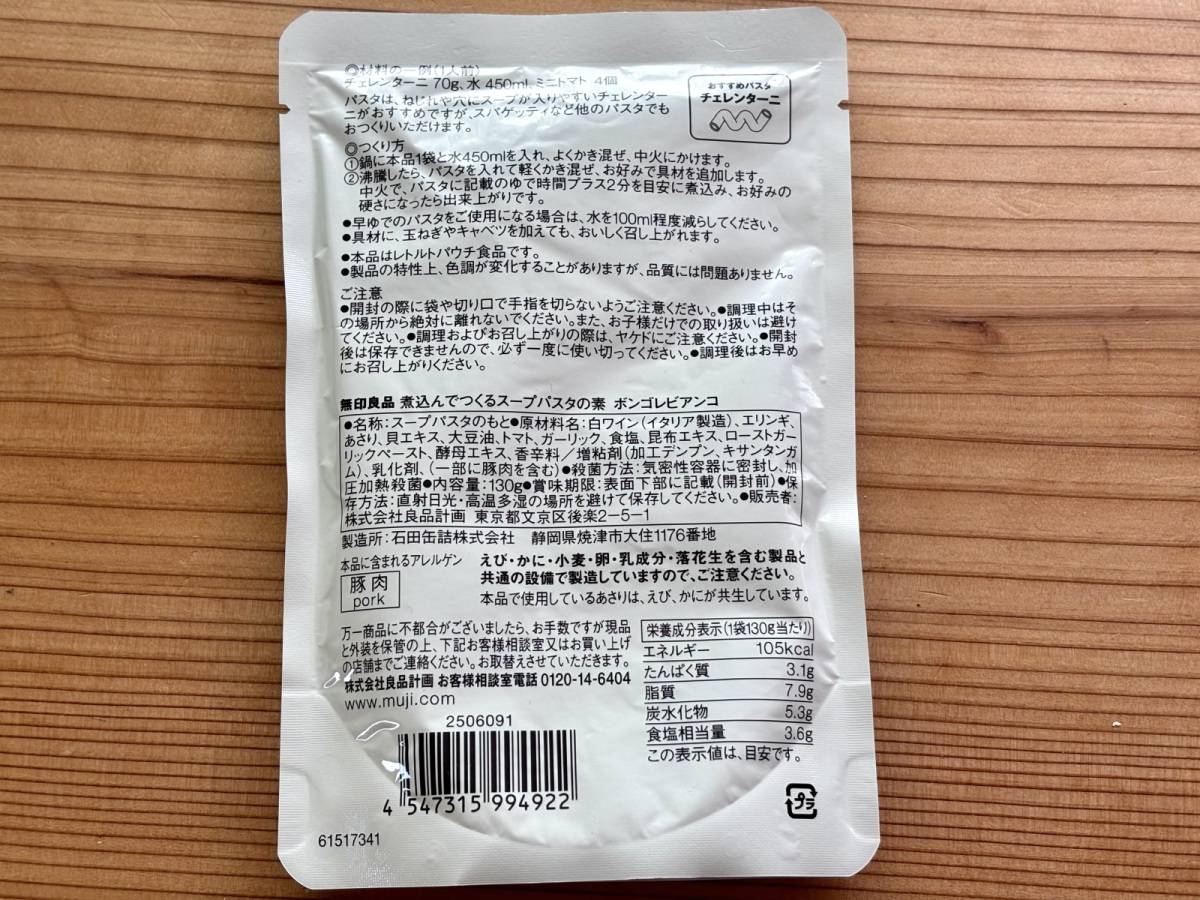 ◎材料の一例(1人前)
チェレンターニ 70g、水 450ml、ミニトマト 4個
パスタは、ねじれや穴にスープが入りやすいチェレンター
ニがおすすめですが、スパゲッティなど他のパスタでも
おつくりいただけます。
おすすめパスタ
チェレンターニ
◎つくり方
①鍋に本品1袋と水450mlを入れ、よくかき混ぜ、中火にかけます。
②沸騰したら、パスタを入れて軽くかき混ぜ、お好みで具材を追加します。
中火で、パスタに記載のゆで時間プラス2分を目安に煮込み、お好みの
硬さになったら出来上がりです。
●早ゆでのパスタをご使用になる場合は、水を100ml程度減らしてください。
●具材に、玉ねぎやキャベツを加えても、おいしく召し上がれます。
●本品はレトルトパウチ食品です。
●製品の特性上、色調が変化することがありますが、品質には問題ありません。
ご注意
●開封の際に袋や切り口で手指を切らないようご注意ください。●調理中はそ
の場所から絶対に離れないでください。また、お子様だけでの取り扱いは避け
てください。●調理およびお召し上がりの際は、ヤケドにご注意ください。●開封
後は保存できませんので、必ず一度に使い切ってください。●調理後はお早め
にお召し上がりください。
無印良品 煮込んでつくるスープパスタの素 ボンゴレビアンコ
●名称:スープパスタのもと●原材料名:白ワイン(イタリア製造)、エリンギ、
あさり、貝エキス、大豆油、トマト、ガーリック、食塩、昆布エキス、ローストガー
リックペースト、酵母エキス、香辛料/増粘剤(加工デンプン、キサンタンガ
ム)、乳化剤、(一部に豚肉を含む)●殺菌方法:気密性容器に密封し、加
圧加熱殺菌●内容量:130g●賞味期限:表面下部に記載(開封前)●保
存方法:直射日光・高温多湿の場所を避けて保存してください。●販売者:
株式会社良品計画 東京都文京区後楽2-5-1
製造所:石田缶詰株式会社 静岡県焼津市大住1176番地
本品に含まれるアレルゲン
豚肉
pork
えび・かに・小麦・卵・乳成分・落花生を含む製品と
共通の設備で製造していますので、ご注意ください。
本品で使用しているあさりは、えび、かにが共生しています。
万一商品に不都合がございましたら、お手数ですが現品
と外装を保管の上、下記お客様相談室又はお買い上げ
の店舗までご連絡ください。お取替えさせていただきます。
株式会社良品計画 お客様相談室電話 0120-14-6404
www.muji.com
栄養成分表示(1袋130g当たり)
エネルギー 105kcal
たんぱく質 3.1g
脂質 7.9g
炭水化物 5.3g
食塩相当量 3.6g
この表示値は、目安です。
2506091
4 547315 994922
プラ
61517341